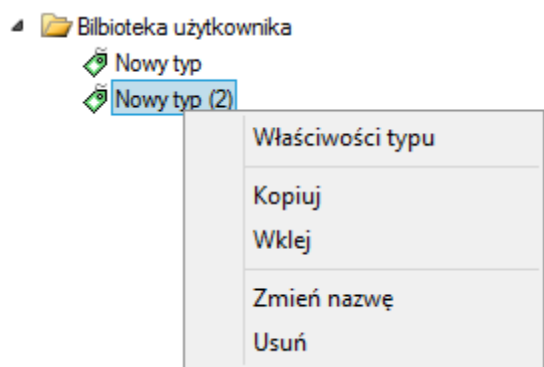 Bilbioteka użytkownika
Nowy typ
Nowy typ (2)
Właściwości typu
Kopiuj
Wklej
Zmień nazwę
Usuń